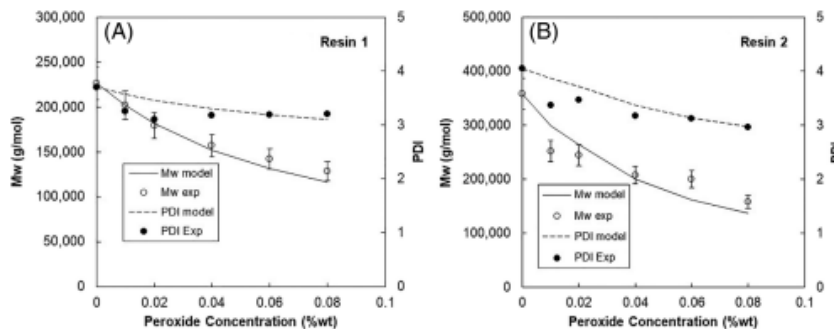 (A)
Resin 1
300,000
250,000
200,000
150,000
100,000
50,000
0
Mw (g/mol)
5
4
3
2
1
0
PDI
Mw model
Mw exp
PDI model
PDI Exp
0 0.02 0.04 0.06 0.08 0.1
Peroxide Concentration (%wt)
(B)
Resin 2
500,000
400,000
300,000
200,000
100,000
0
Mw (g/mol)
5
4
3
2
1
0
PDI
Mw model
Mw exp
PDI model
PDI Exp
0 0.02 0.04 0.06 0.08 0.1
Peroxide Concentration (%wt)